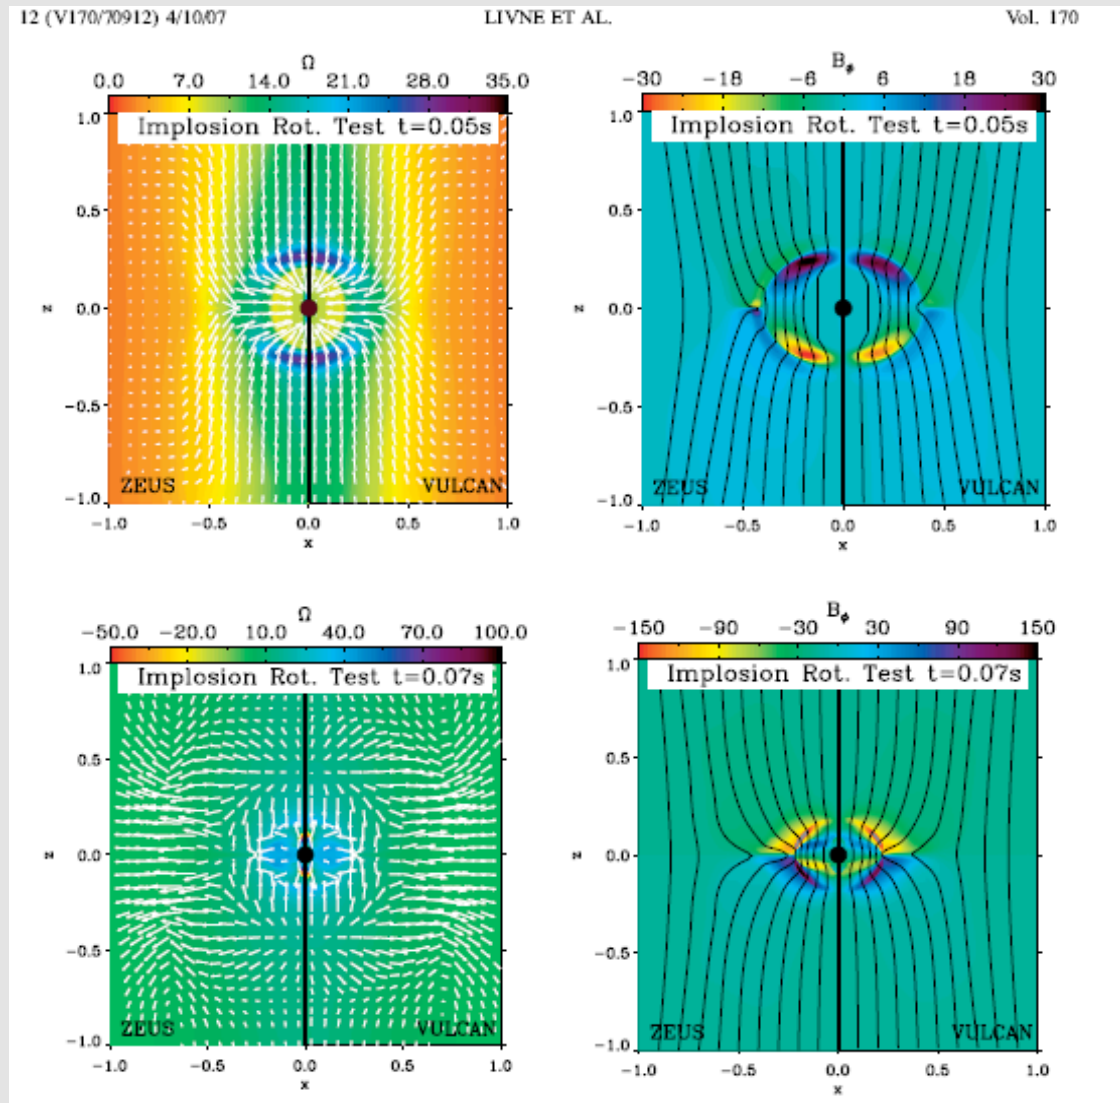 12 (V170/70912) 4/10/07 LIVNE ET AL. Vol. 170
Ω
0.0 7.0 14.0 21.0 28.0 35.0
Implosion Rot. Test t=0.05s
1.0
0.5
z 0.0
−0.5
−1.0
ZEUS VULCAN
−1.0 −0.5 0.0 0.5 1.0
x
Bϕ
−30 −18 −6 6 18 30
Implosion Rot. Test t=0.05s
1.0
0.5
z 0.0
−0.5
−1.0
ZEUS VULCAN
−1.0 −0.5 0.0 0.5 1.0
x
Ω
−50.0 −20.0 10.0 40.0 70.0 100.0
Implosion Rot. Test t=0.07s
1.0
0.5
z 0.0
−0.5
−1.0
ZEUS VULCAN
−1.0 −0.5 0.0 0.5 1.0
x
Bϕ
−150 −90 −30 30 90 150
Implosion Rot. Test t=0.07s
1.0
0.5
z 0.0
−0.5
−1.0
ZEUS VULCAN
−1.0 −0.5 0.0 0.5 1.0
x